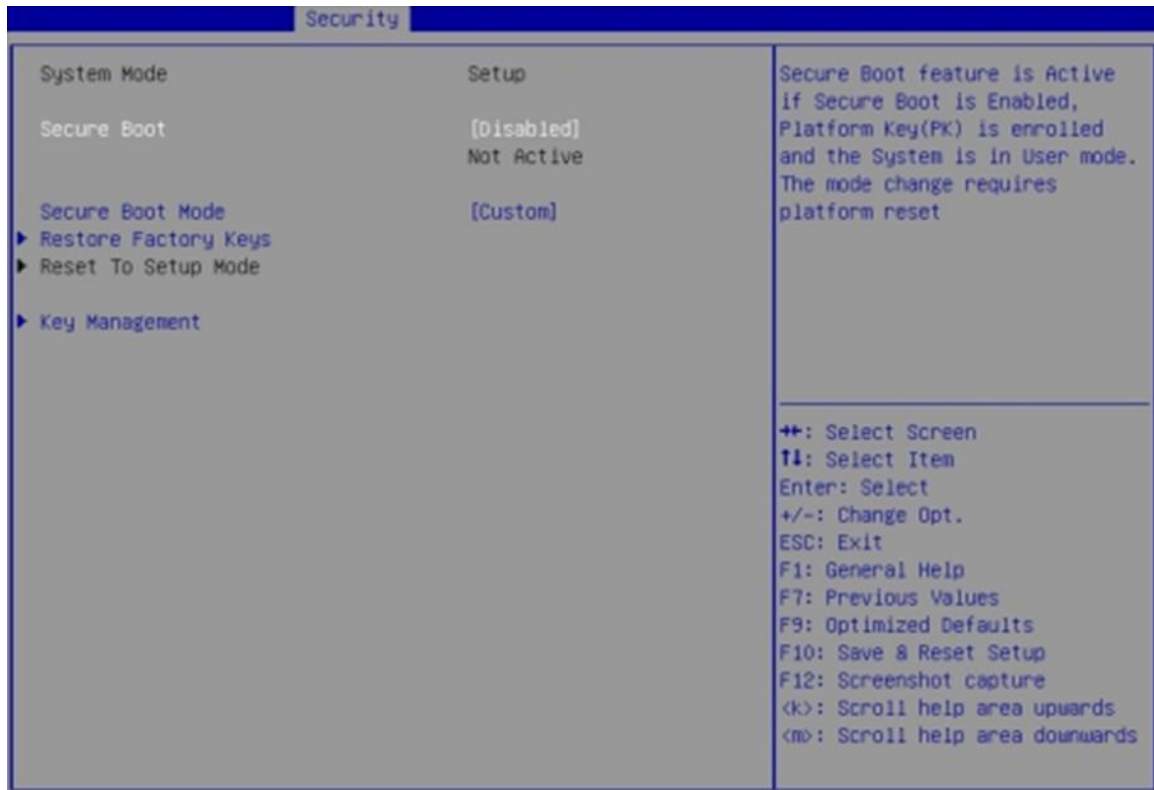 Security
System Mode Setup
Secure Boot [Disabled]
Not Active
Secure Boot Mode [Custom]
Restore Factory Keys
Reset To Setup Mode
Key Management
Secure Boot feature is Active
if Secure Boot is Enabled,
Platform Key(PK) is enrolled
and the System is in User mode.
The mode change requires
platform reset
→←: Select Screen
↑↓: Select Item
Enter: Select
+/-: Change Opt.
ESC: Exit
F1: General Help
F7: Previous Values
F9: Optimized Defaults
F10: Save & Reset Setup
F12: Screenshot capture
<k>: Scroll help area upwards
<m>: Scroll help area downwards